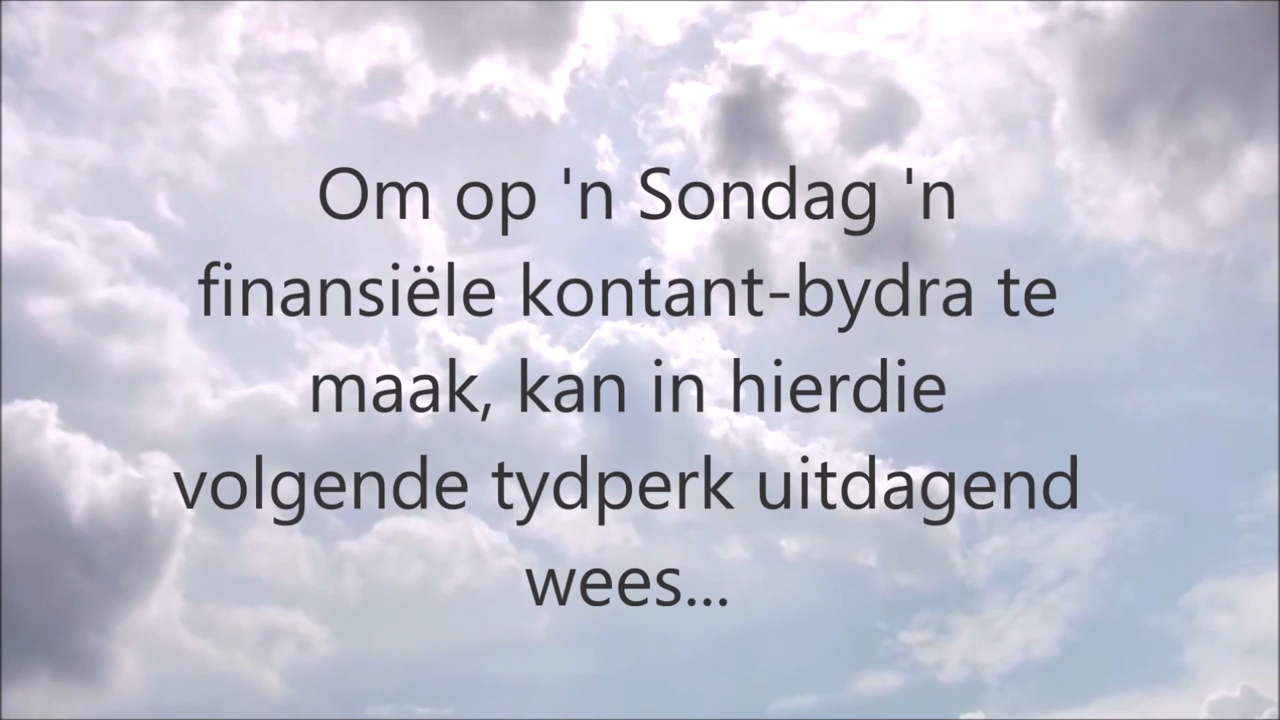 Om op 'n Sondag 'n
finansiële kontant-bydra te
maak, kan in hierdie
volgende tydperk uitdagend
wees...